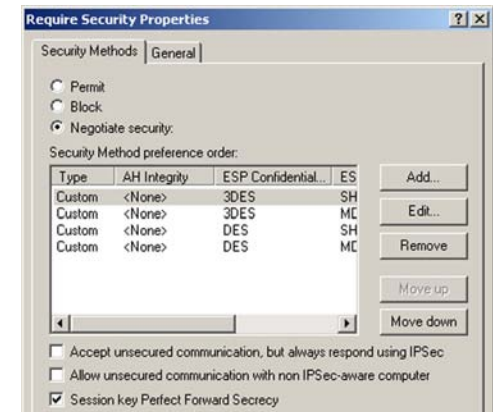 Require Security Properties
Security Methods General
Permit
Block
Negotiate security:
Security Method preference order:
Type AH Integrity ESP Confidential... ES
Custom <None> 3DES SH
Custom <None> 3DES MD
Custom <None> DES SH
Custom <None> DES MD
Add...
Edit...
Remove
Move up
Move down
Accept unsecured communication, but always respond using IPSec
Allow unsecured communication with non IPSec-aware computer
Session key Perfect Forward Secrecy